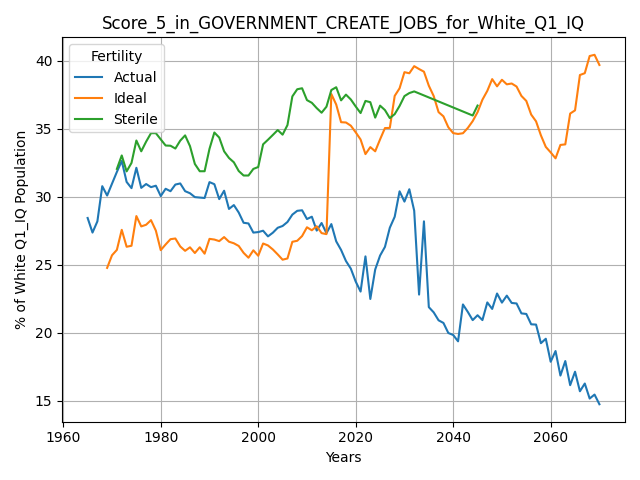 Score_5_in_GOVERNMENT_CREATE_JOBS_for_White_Q1_IQ
Fertility
Actual
Ideal
Sterile
% of White Q1_IQ Population
40
35
30
25
20
15
1960
1980
2000
2020
2040
2060
Years